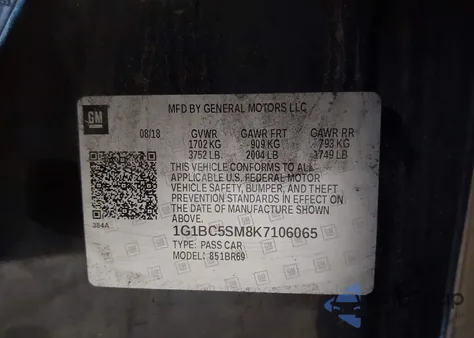 GM
MFD BY GENERAL MOTORS LLC
08/18 GVWR GAWR FRT GAWR RR
1702 KG 909 KG 793 KG
3752 LB 2004 LB 1749 LB
THIS VEHICLE CONFORMS TO ALL
APPLICABLE U.S. FEDERAL MOTOR
VEHICLE SAFETY, BUMPER, AND THEFT
PREVENTION STANDARDS IN EFFECT ON
THE DATE OF MANUFACTURE SHOWN
ABOVE.
384A
1G1BC5SM8K7106065
TYPE: PASS CAR
MODEL: 851BR69